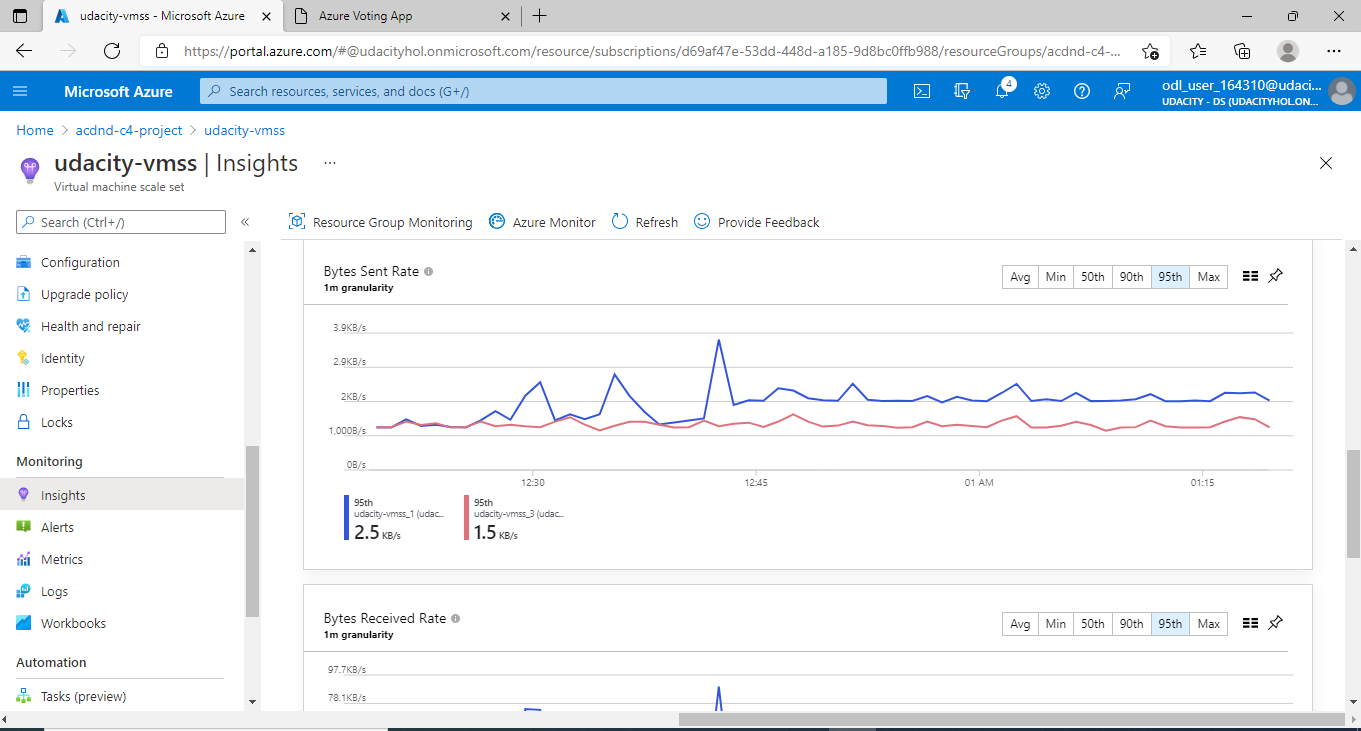 udacity-vmss - Microsoft Azure
Azure Voting App
https://portal.azure.com/#@udacityhol.onmicrosoft.com/resource/subscriptions/d69af47e-53dd-448d-a185-9d8bc0ffb988/resourceGroups/acdnd-c4-...
Microsoft Azure
Search resources, services, and docs (G+/)
4
odl_user_164310@udaci...
UDACITY - DS (UDACITYHOL.ON...
Home > acdnd-c4-project > udacity-vmss
udacity-vmss | Insights ...
Virtual machine scale set
Search (Ctrl+/)
«
Resource Group Monitoring
Azure Monitor
Refresh
Provide Feedback
Configuration
Upgrade policy
Health and repair
Identity
Properties
Locks
Monitoring
Insights
Alerts
Metrics
Logs
Workbooks
Automation
Tasks (preview)
Bytes Sent Rate
1m granularity
Avg Min 50th 90th 95th Max
3.9KB/s
2.9KB/s
2KB/s
1,000B/s
0B/s
12:30 12:45 01 AM 01:15
95th
udacity-vmss_1 (udac...
2.5 KB/s
95th
udacity-vmss_3 (udac...
1.5 KB/s
Bytes Received Rate
1m granularity
Avg Min 50th 90th 95th Max
97.7KB/s
78.1KB/s